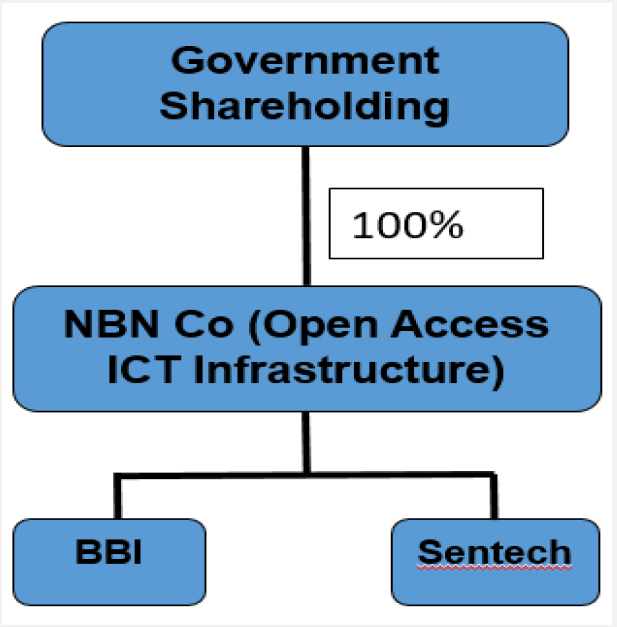 Government
Shareholding
100%
NBN Co (Open Access
ICT Infrastructure)
BBI
Sentech